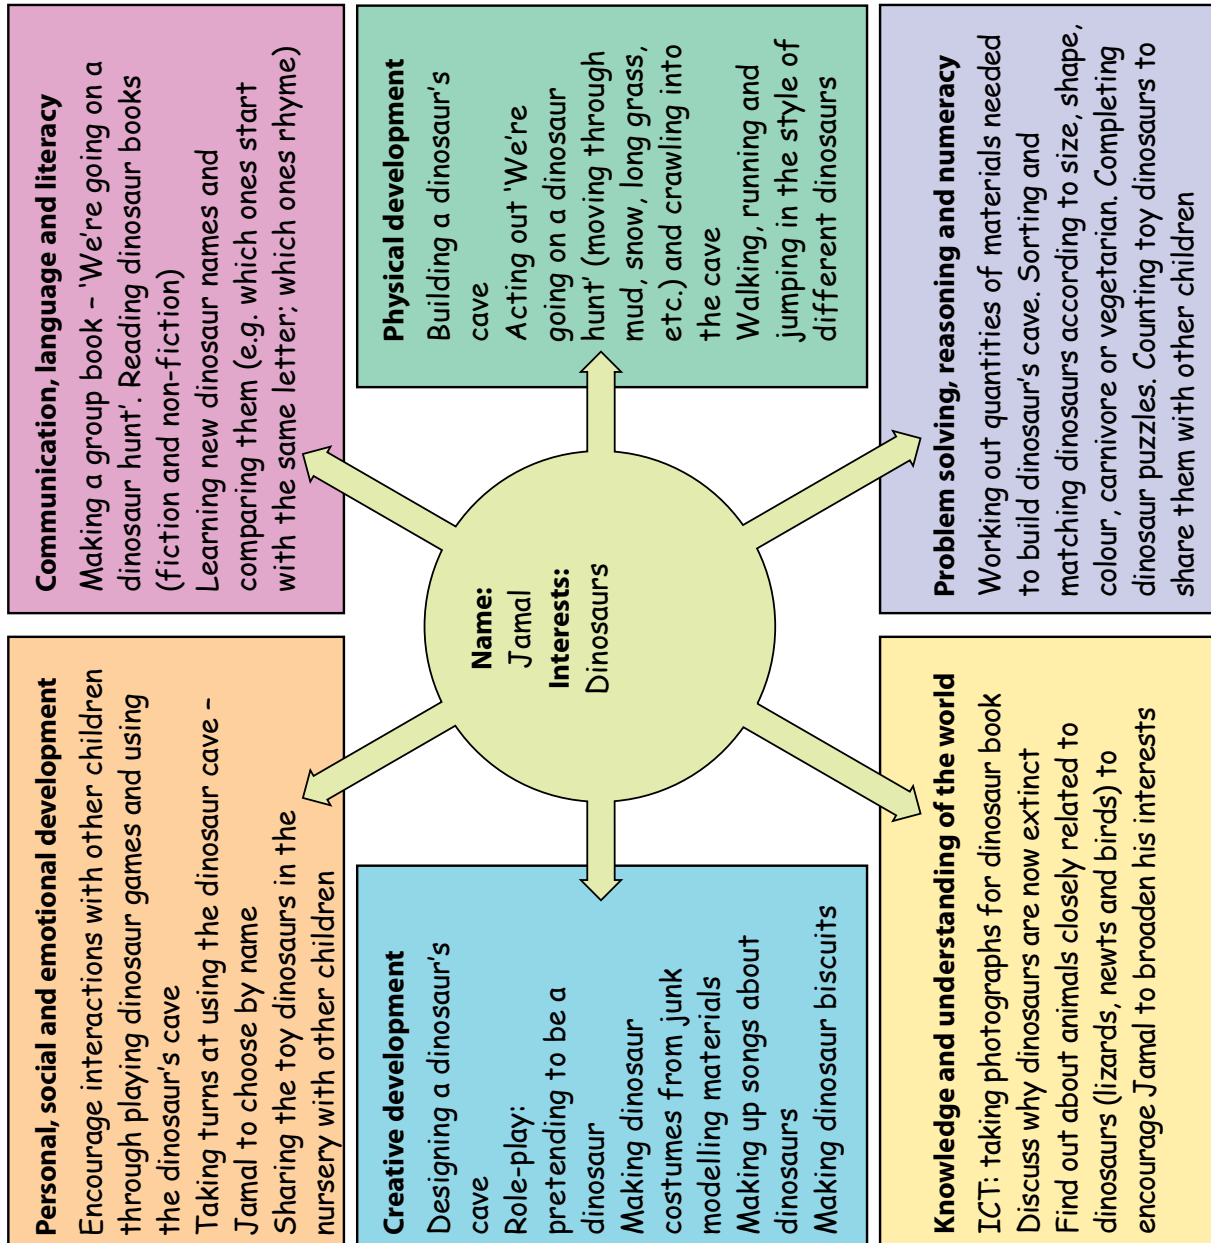 Personal, social and emotional development
Encourage interactions with other children
through playing dinosaur games and using
the dinosaur's cave
Taking turns at using the dinosaur cave –
Jamal to choose by name
Sharing the toy dinosaurs in the
nursery with other children
Communication, language and literacy
Making a group book – 'We're going on a
dinosaur hunt'. Reading dinosaur books
(fiction and non-fiction)
Learning new dinosaur names and
comparing them (e.g. which ones start
with the same letter; which ones rhyme)
Creative development
Designing a dinosaur's
cave
Role-play:
pretending to be a
dinosaur
Making dinosaur
costumes from junk
modelling materials
Making up songs about
dinosaurs
Making dinosaur biscuits
Name:
Jamal
Interests:
Dinosaurs
Physical development
Building a dinosaur's
cave
Acting out 'We're
going on a dinosaur
hunt' (moving through
mud, snow, long grass,
etc.) and crawling into
the cave
Walking, running and
jumping in the style of
different dinosaurs
Knowledge and understanding of the world
ICT: taking photographs for dinosaur book
Discuss why dinosaurs are now extinct
Find out about animals closely related to
dinosaurs (lizards, newts and birds) to
encourage Jamal to broaden his interests
Problem solving, reasoning and numeracy
Working out quantities of materials needed
to build dinosaur's cave. Sorting and
matching dinosaurs according to size, shape,
colour, carnivore or vegetarian. Completing
dinosaur puzzles. Counting toy dinosaurs to
share them with other children